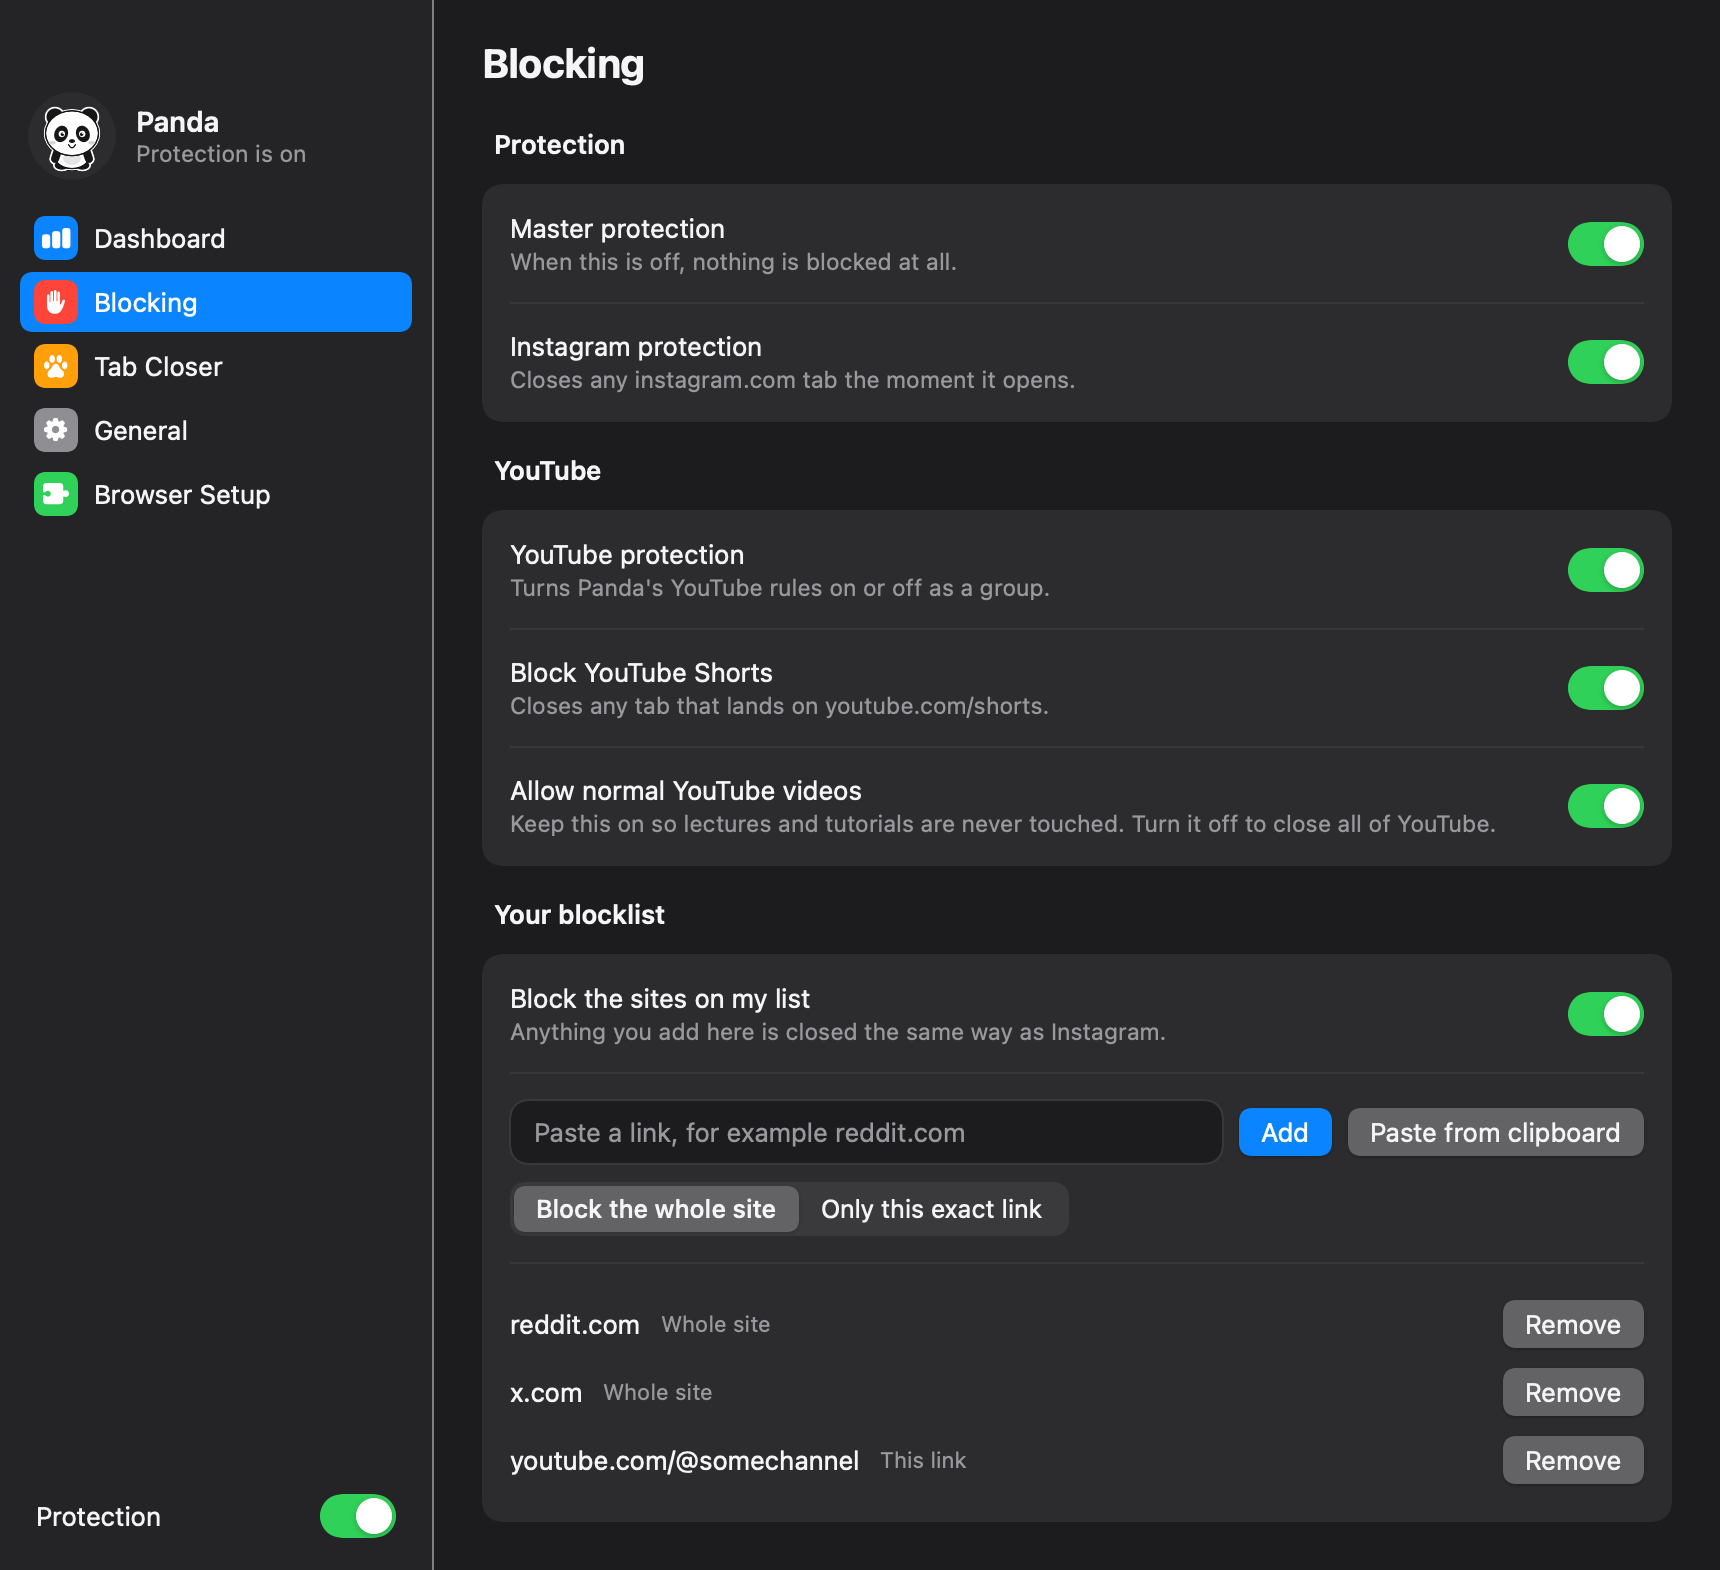 Panda
Protection is on
Dashboard
Blocking
Tab Closer
General
Browser Setup
Protection
Blocking
Protection
Master protection
When this is off, nothing is blocked at all.
Instagram protection
Closes any instagram.com tab the moment it opens.
YouTube
YouTube protection
Turns Panda's YouTube rules on or off as a group.
Block YouTube Shorts
Closes any tab that lands on youtube.com/shorts.
Allow normal YouTube videos
Keep this on so lectures and tutorials are never touched. Turn it off to close all of YouTube.
Your blocklist
Block the sites on my list
Anything you add here is closed the same way as Instagram.
Paste a link, for example reddit.com Add Paste from clipboard
Block the whole site Only this exact link
reddit.com Whole site Remove
x.com Whole site Remove
youtube.com/@somechannel This link Remove